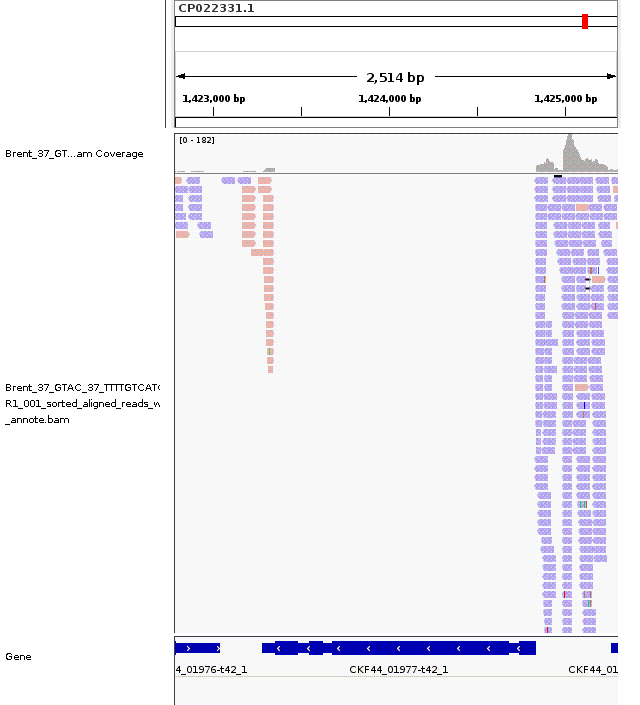 CP022331.1
2,514 bp
1,423,000 bp 1,424,000 bp 1,425,000 bp
[0 - 182]
Brent_37_GT...am Coverage
Brent_37_GTAC_37_TTTTGTCAT
R1_001_sorted_aligned_reads_w
_annote.bam
Gene
4_01976-t42_1 CKF44_01977-t42_1 CKF44_01